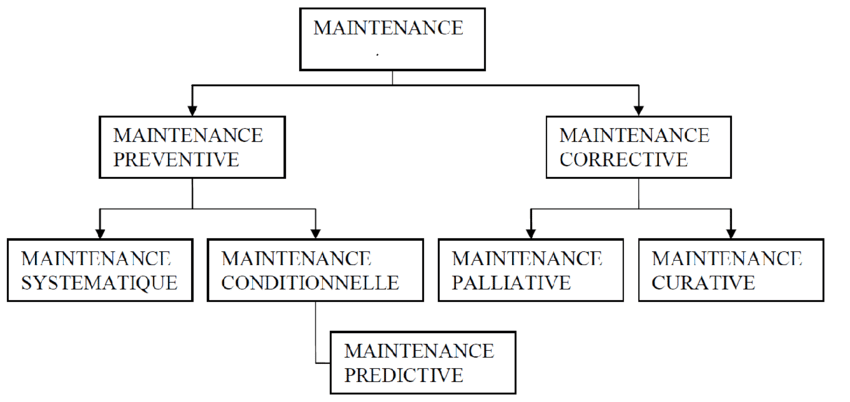 MAINTENANCE
.
MAINTENANCE
PREVENTIVE
MAINTENANCE
CORRECTIVE
MAINTENANCE
SYSTEMATIQUE
MAINTENANCE
CONDITIONNELLE
MAINTENANCE
PALLIATIVE
MAINTENANCE
CURATIVE
MAINTENANCE
PREDICTIVE